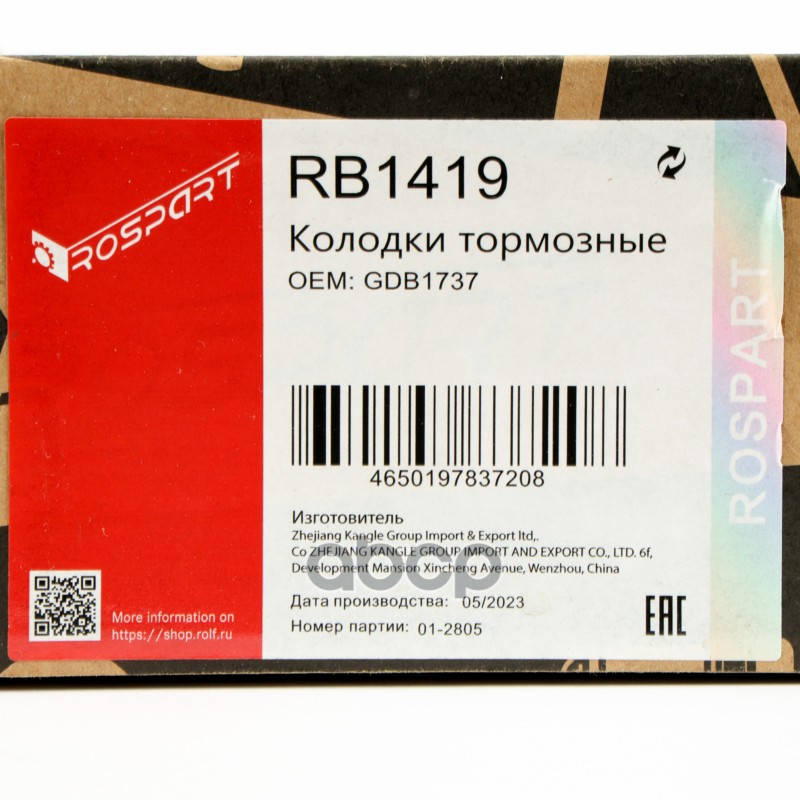 ROSPART
RB1419
Колодки тормозные
OEM: GDB1737
4650197837208
Изготовитель
Zhejiang Kangle Group Import & Export ltd,.
Co ZHEJIANG KANGLE GROUP IMPORT AND EXPORT CO., LTD. 6f,
Development Mansion Xincheng Avenue, Wenzhou, China
Дата производства: 05/2023
Номер партии: 01-2805
EAC
More information on
https://shop.rolf.ru
ROSPART
abcp